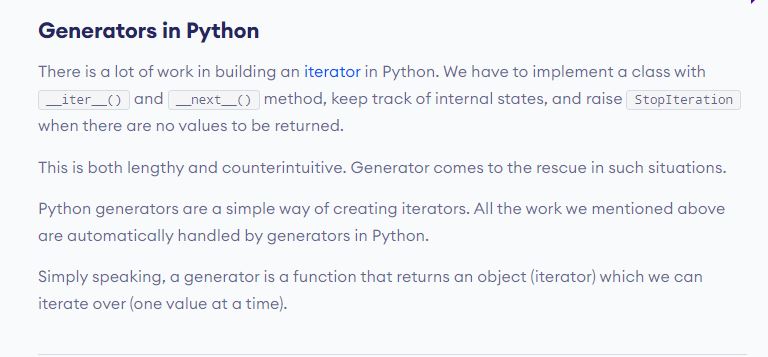 Generators in Python
There is a lot of work in building an iterator in Python. We have to implement a class with
__iter__() and __next__() method, keep track of internal states, and raise StopIteration
when there are no values to be returned.
This is both lengthy and counterintuitive. Generator comes to the rescue in such situations.
Python generators are a simple way of creating iterators. All the work we mentioned above
are automatically handled by generators in Python.
Simply speaking, a generator is a function that returns an object (iterator) which we can
iterate over (one value at a time).